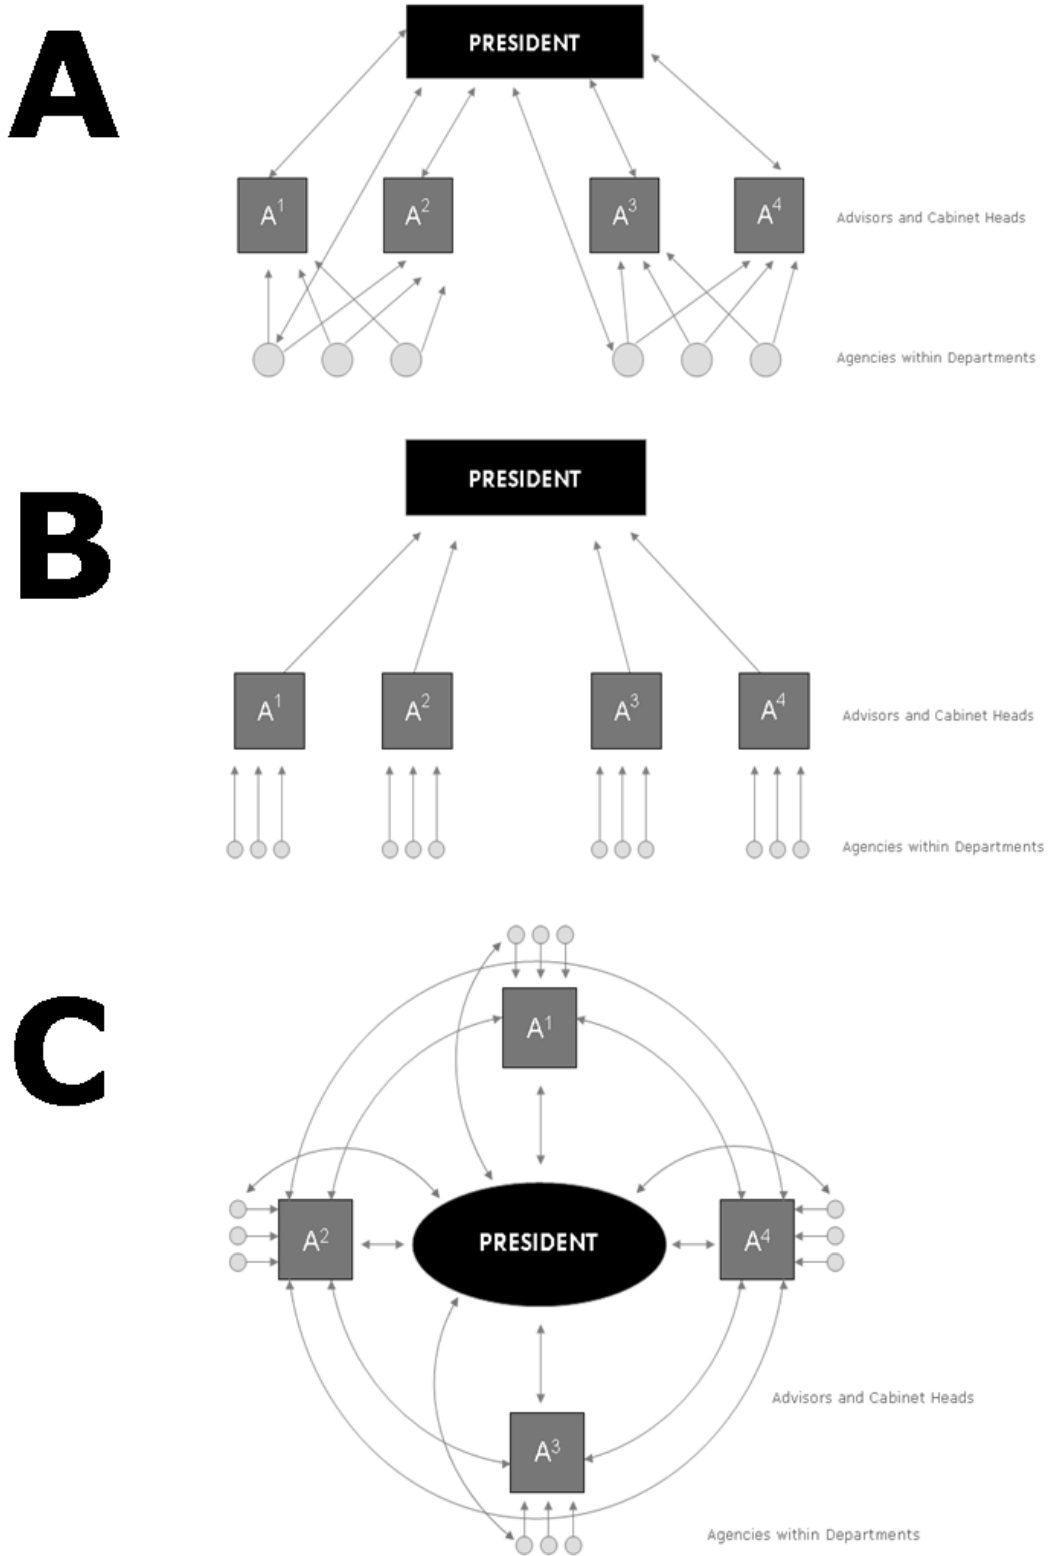 A
PRESIDENT
A¹
A²
A³
A⁴
Advisors and Cabinet Heads
Agencies within Departments
B
PRESIDENT
A¹
A²
A³
A⁴
Advisors and Cabinet Heads
Agencies within Departments
C
A¹
A²
PRESIDENT
A⁴
Advisors and Cabinet Heads
A³
Agencies within Departments